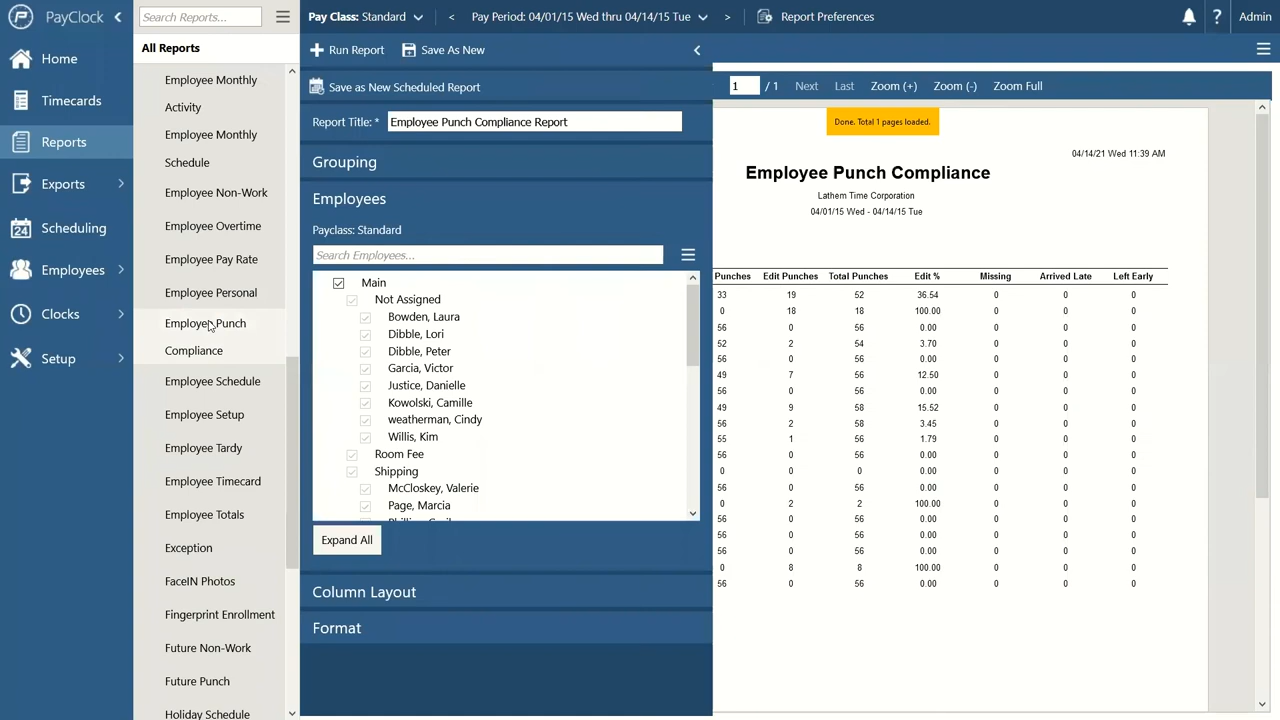 PayClock
Search Reports...
Pay Class: Standard
<
Pay Period: 04/01/15 Wed thru 04/14/15 Tue
>
Report Preferences
?
Admin
Home
Timecards
Reports
Exports
24
Scheduling
Employees
Clocks
Setup
All Reports
Employee Monthly
Activity
Employee Monthly
Schedule
Employee Non-Work
Employee Overtime
Employee Pay Rate
Employee Personal
Employee Punch
Compliance
Employee Schedule
Employee Setup
Employee Tardy
Employee Timecard
Employee Totals
Exception
FaceIN Photos
Fingerprint Enrollment
Future Non-Work
Future Punch
Holiday Schedule
Run Report
Save As New
Save as New Scheduled Report
Report Title: * Employee Punch Compliance Report
Grouping
Employees
Payclass: Standard
Search Employees...
Main
Not Assigned
Bowden, Laura
Dibble, Lori
Dibble, Peter
Garcia, Victor
Justice, Danielle
Kowolski, Camille
weatherman, Cindy
Willis, Kim
Room Fee
Shipping
McCloskey, Valerie
Page, Marcia
Expand All
Column Layout
Format
1 / 1 Next Last Zoom (+) Zoom (-) Zoom Full
Done. Total 1 pages loaded.
04/14/21 Wed 11:39 AM
Employee Punch Compliance
Lathem Time Corporation
04/01/15 Wed - 04/14/15 Tue
Punches Edit Punches Total Punches Edit % Missing Arrived Late Left Early
33 19 52 36.54 0 0 0
0 18 18 100.00 0 0 0
56 0 56 0.00 0 0 0
52 2 54 3.70 0 0 0
56 0 56 0.00 0 0 0
49 7 56 12.50 0 0 0
56 0 56 0.00 0 0 0
49 9 58 15.52 0 0 0
56 2 58 3.45 0 0 0
55 1 56 1.79 0 0 0
56 0 56 0.00 0 0 0
0 0 0 0.00 0 0 0
56 0 56 0.00 0 0 0
0 2 2 100.00 0 0 0
56 0 56 0.00 0 0 0
56 0 56 0.00 0 0 0
56 0 56 0.00 0 0 0
0 8 8 100.00 0 0 0
56 0 56 0.00 0 0 0